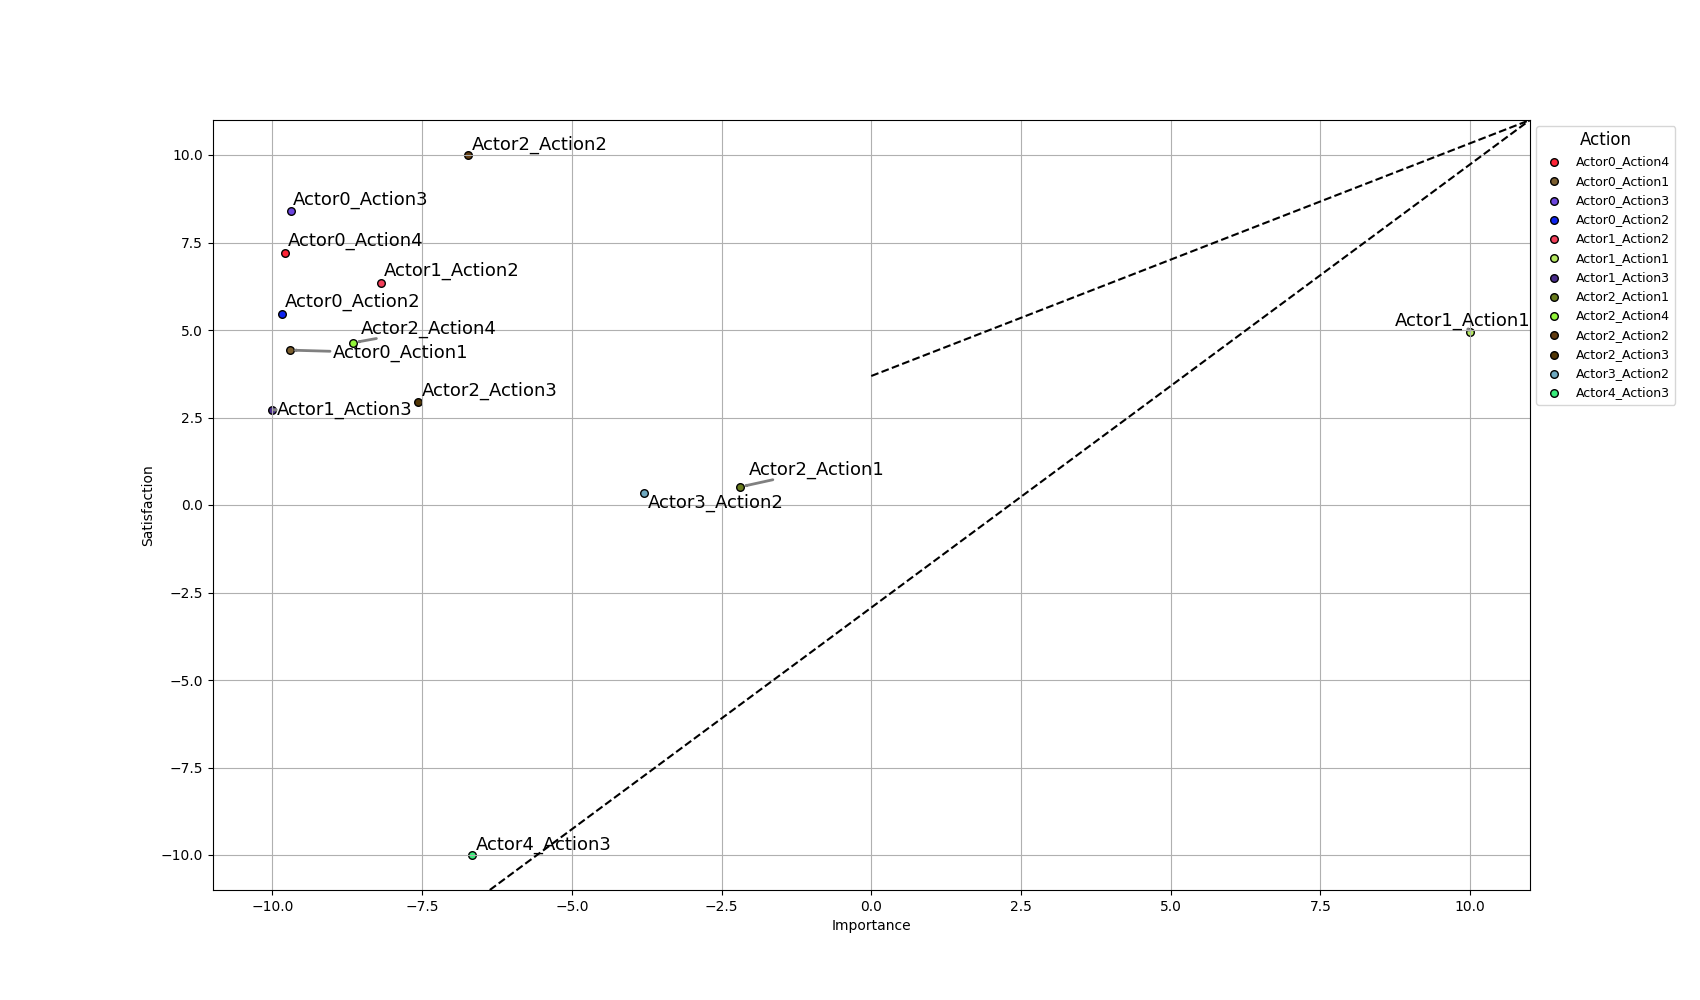 Actor2_Action2
Actor0_Action3
Actor0_Action4
Actor1_Action2
Actor0_Action2
Actor2_Action4
Actor0_Action1
Actor2_Action3
Actor1_Action3
Actor1_Action1
Actor2_Action1
Actor3_Action2
Actor4_Action3
10.0
7.5
5.0
2.5
0.0
−2.5
−5.0
−7.5
−10.0
Satisfaction
−10.0 −7.5 −5.0 −2.5 0.0 2.5 5.0 7.5 10.0
Importance
Action
Actor0_Action4
Actor0_Action1
Actor0_Action3
Actor0_Action2
Actor1_Action2
Actor1_Action1
Actor1_Action3
Actor2_Action1
Actor2_Action4
Actor2_Action2
Actor2_Action3
Actor3_Action2
Actor4_Action3